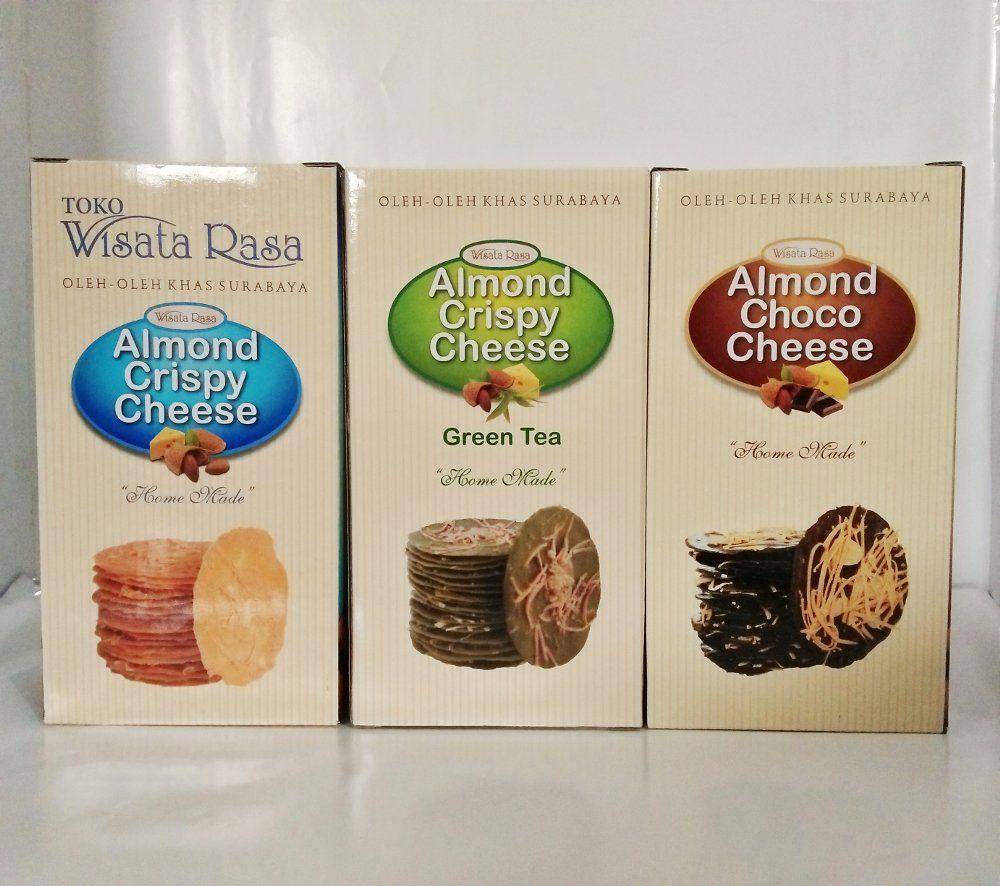 TOKO
Wisata Rasa
OLEH-OLEH KHAS SURABAYA
Wisata Rasa
Almond
Crispy
Cheese
"Home Made"
OLEH-OLEH KHAS SURABAYA
Wisata Rasa
Almond
Crispy
Cheese
Green Tea
"Home Made"
OLEH-OLEH KHAS SURABAYA
Wisata Rasa
Almond
Choco
Cheese
"Home Made"